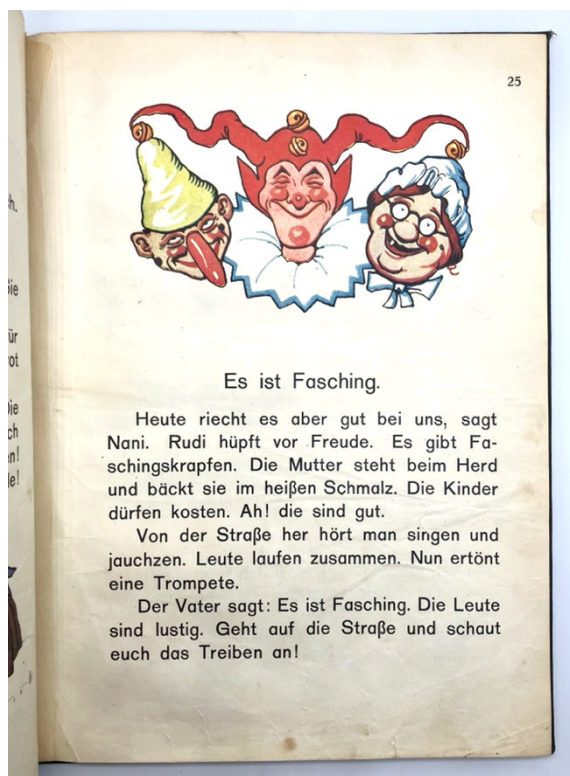 25
Es ist Fasching.
Heute riecht es aber gut bei uns, sagt
Nani. Rudi hüpft vor Freude. Es gibt Fa-
schingskrapfen. Die Mutter steht beim Herd
und bäckt sie im heißen Schmalz. Die Kinder
dürfen kosten. Ah! die sind gut.
Von der Straße her hört man singen und
jauchzen. Leute laufen zusammen. Nun ertönt
eine Trompete.
Der Vater sagt: Es ist Fasching. Die Leute
sind lustig. Geht auf die Straße und schaut
euch das Treiben an!